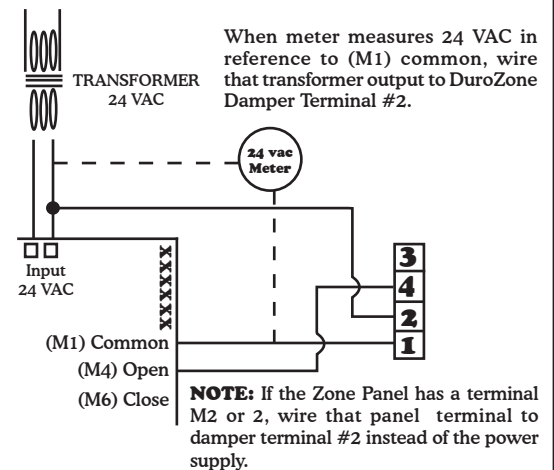 When meter measures 24 VAC in
reference to (M1) common, wire
that transformer output to DuroZone
Damper Terminal #2.
TRANSFORMER
24 VAC
24 vac
Meter
Input
24 VAC
XXXXXXX
3
4
2
1
(M1) Common
(M4) Open
(M6) Close
NOTE: If the Zone Panel has a terminal
M2 or 2, wire that panel terminal to
damper terminal #2 instead of the power
supply.